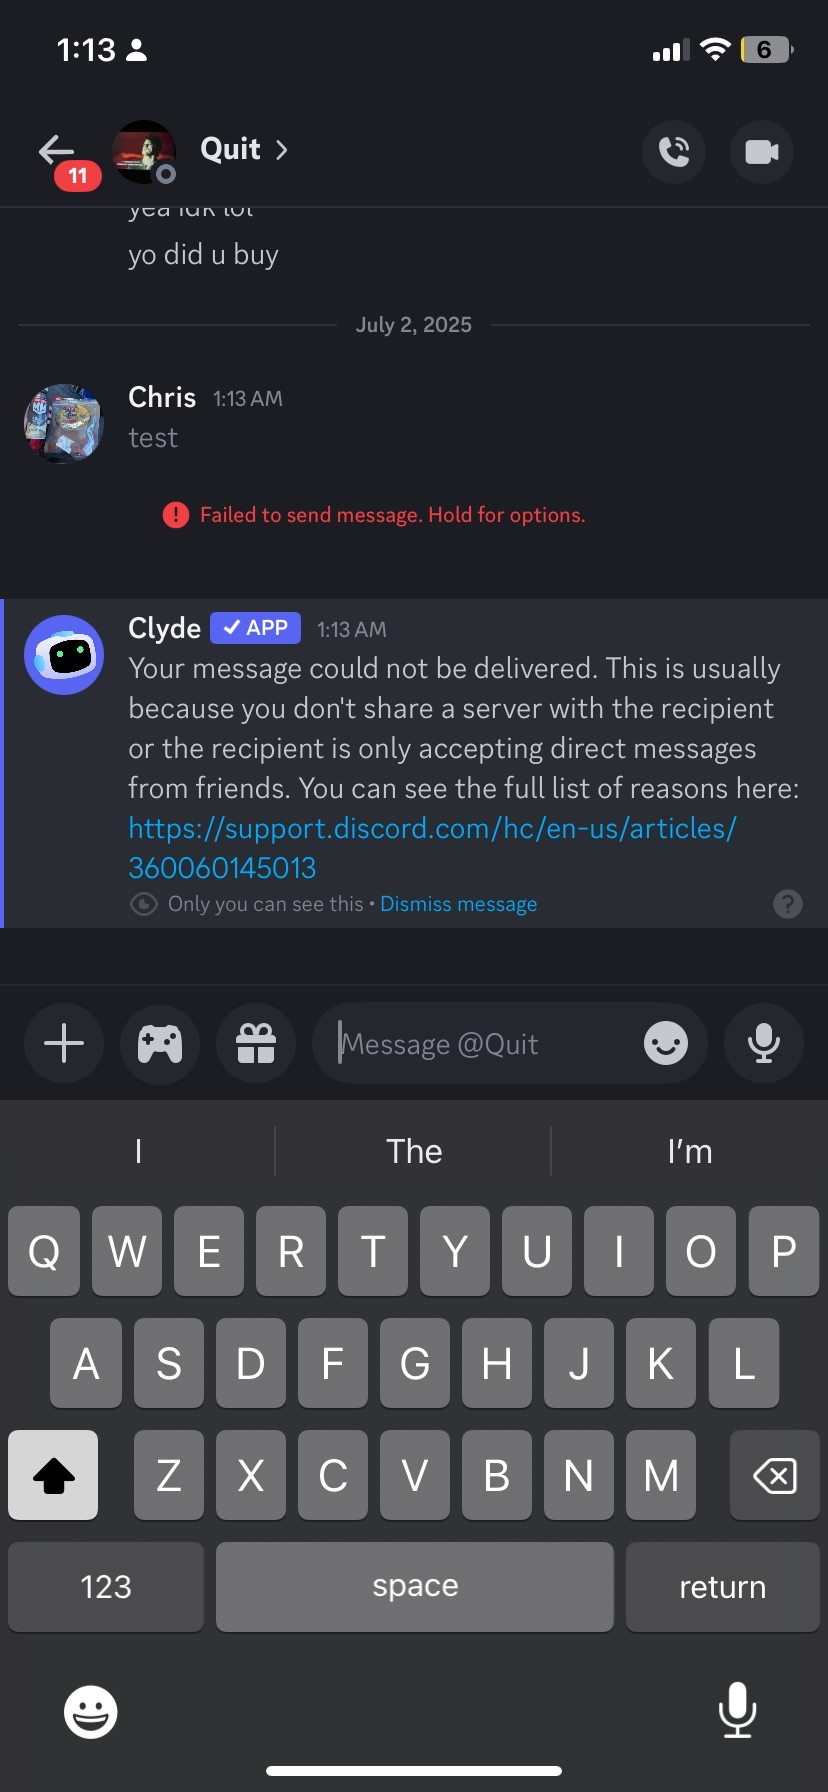 1:13
6
11
Quit
yea idk lol
yo did u buy
July 2, 2025
Chris 1:13 AM
test
Failed to send message. Hold for options.
Clyde ✓ APP 1:13 AM
Your message could not be delivered. This is usually
because you don't share a server with the recipient
or the recipient is only accepting direct messages
from friends. You can see the full list of reasons here:
https://support.discord.com/hc/en-us/articles/
360060145013
Only you can see this • Dismiss message
Message @Quit
I The I’m
Q W E R T Y U I O P
A S D F G H J K L
Z X C V B N M
123 space return